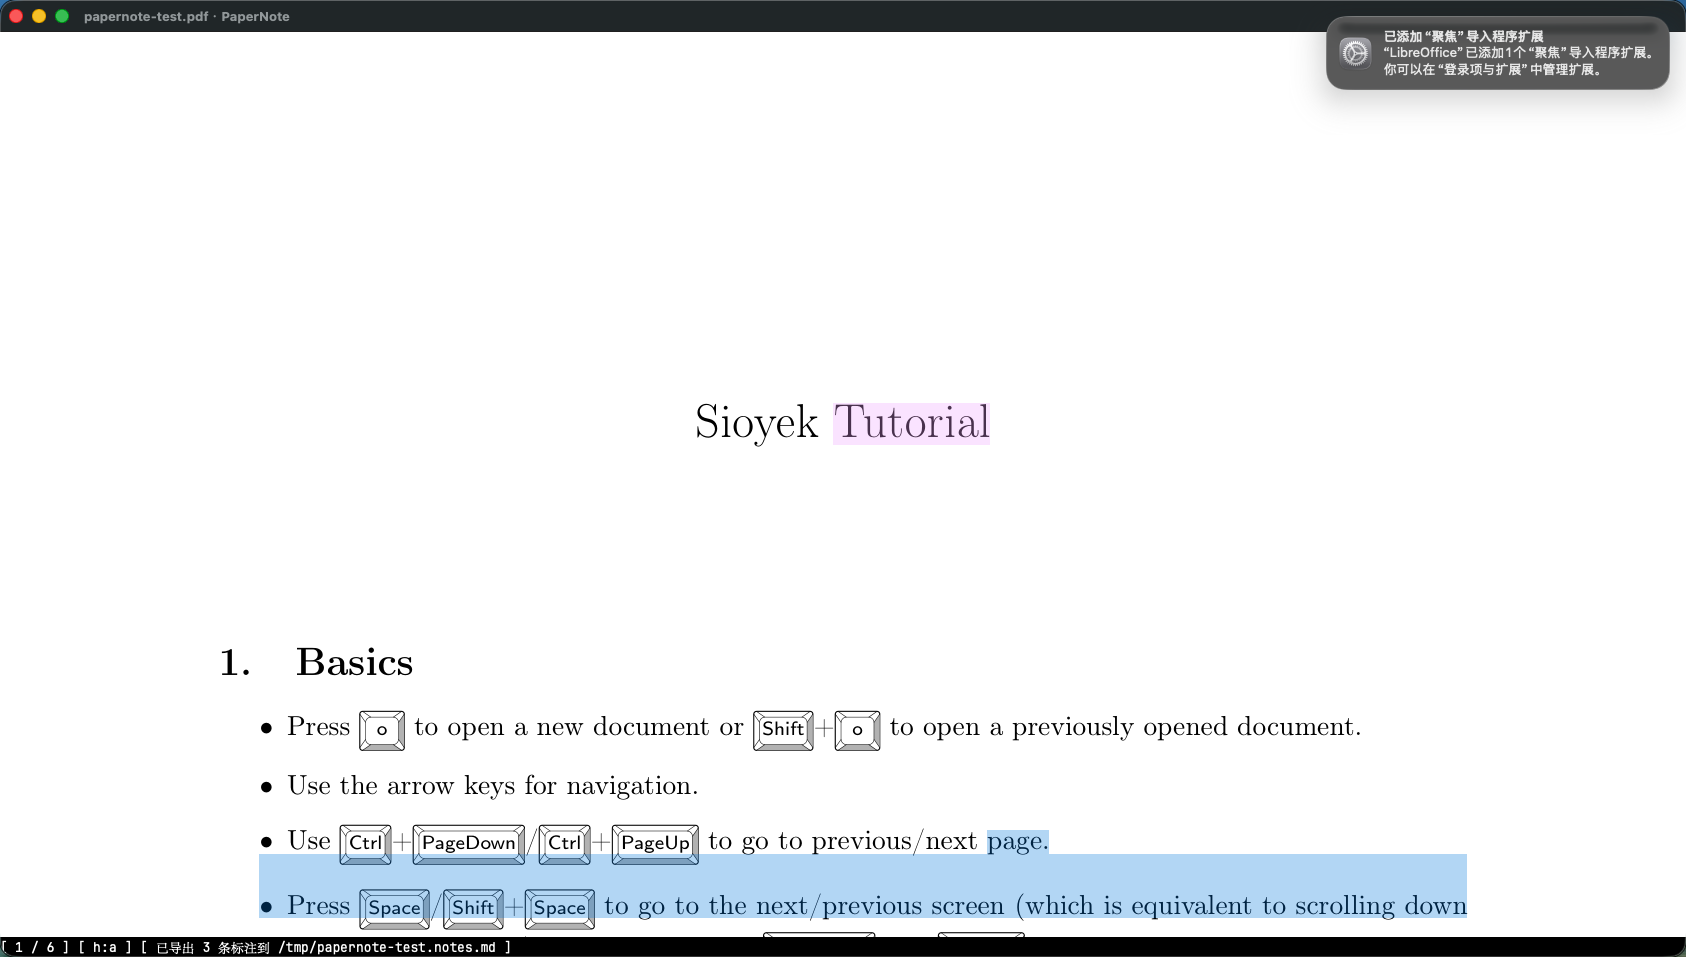 papernote-test.pdf · PaperNote
已添加“聚焦”导入程序扩展
“LibreOffice”已添加1个“聚焦”导入程序扩展。
你可以在“登录项与扩展”中管理扩展。
Sioyek Tutorial
1. Basics
• Press o to open a new document or Shift+o to open a previously opened document.
• Use the arrow keys for navigation.
• Use Ctrl+PageDown/Ctrl+PageUp to go to previous/next page.
• Press Space/Shift+Space to go to the next/previous screen (which is equivalent to scrolling down
[ 1 / 6 ] [ h:a ] [ 已导出 3 条标注到 /tmp/papernote-test.notes.md ]